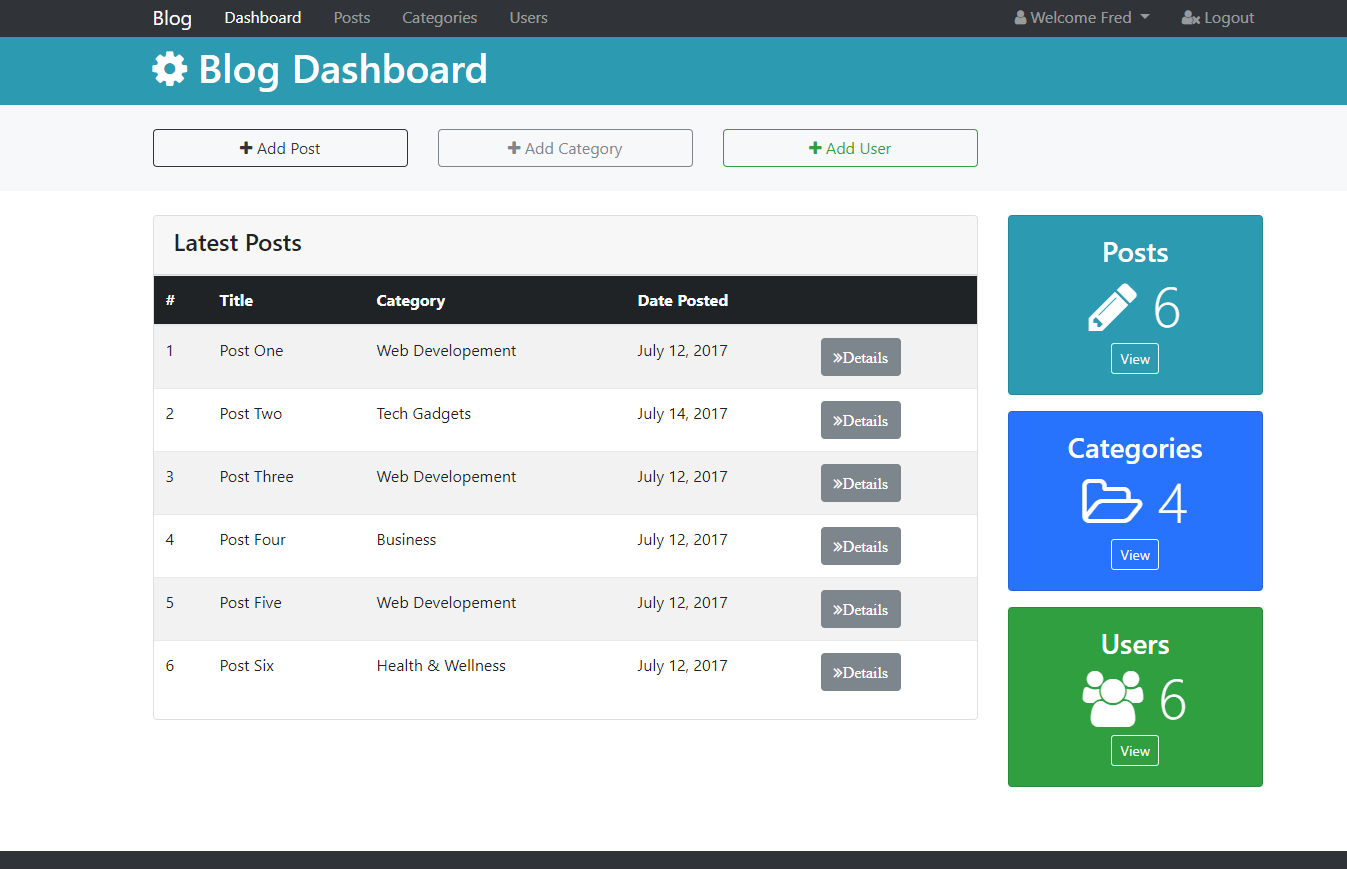 Blog Dashboard Posts Categories Users Welcome Fred Logout
Blog Dashboard
Add Post Add Category Add User
Latest Posts
# Title Category Date Posted
1 Post One Web Developement July 12, 2017 »Details
2 Post Two Tech Gadgets July 14, 2017 »Details
3 Post Three Web Developement July 12, 2017 »Details
4 Post Four Business July 12, 2017 »Details
5 Post Five Web Developement July 12, 2017 »Details
6 Post Six Health & Wellness July 12, 2017 »Details
Posts
6
View
Categories
4
View
Users
6
View